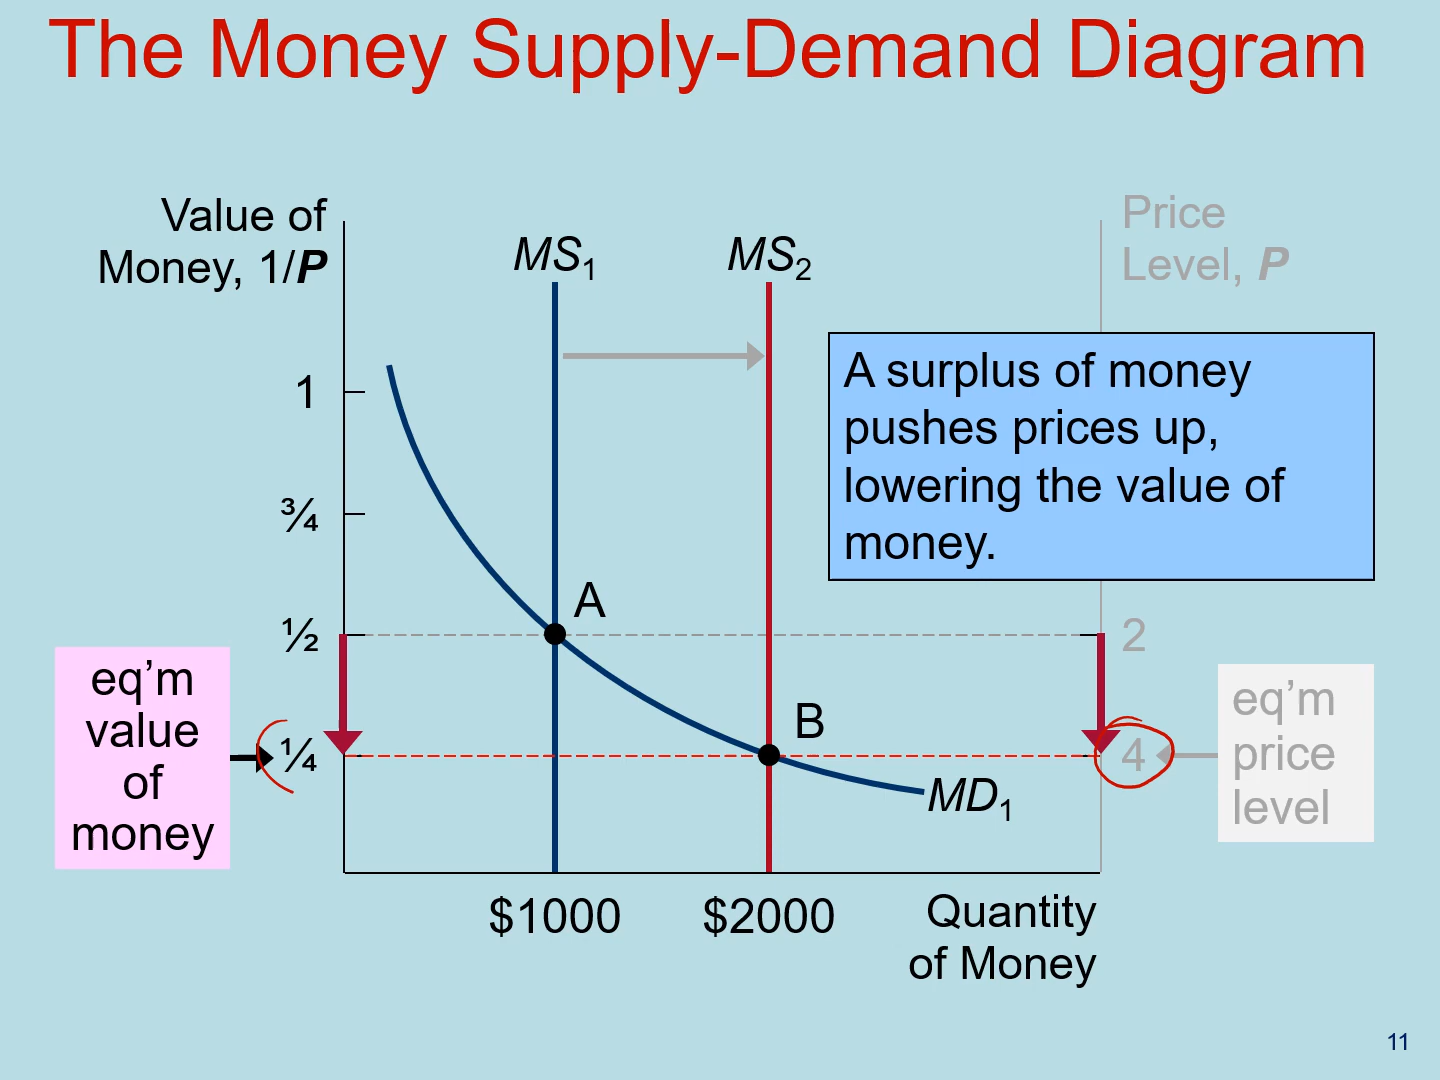 The Money Supply-Demand Diagram
Value of
Money, 1/P
MS1
MS2
Price
Level, P
A surplus of money
pushes prices up,
lowering the value of
money.
1
¾
½
¼
A
B
2
4
eq’m
value
of
money
eq’m
price
level
MD1
$1000
$2000
Quantity
of Money
11